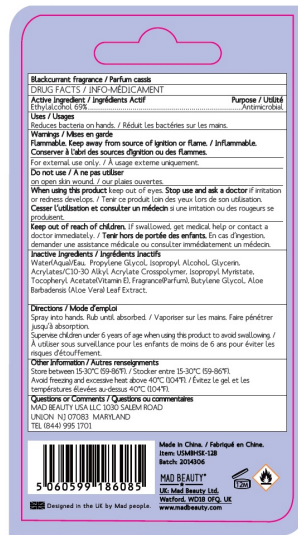 Blackcurrant fragrance / Parfum cassis
DRUG FACTS / INFO-MÉDICAMENT
Active Ingredient / Ingrédients Actif Purpose / Utilité
Ethylalcohol 69%............Antimicrobial
Uses / Usages
Reduces bacteria on hands. / Réduit les bactéries sur les mains.
Warnings / Mises en garde
Flammable. Keep away from source of ignition or flame. / Inflammable.
Conserver à l'abri des sources d'ignition ou des flammes.
For external use only. / À usage externe uniquement.
Do not use / A ne pas utiliser
on open skin wound. / our plaies ouvertes.
When using this product keep out of eyes. Stop use and ask a doctor if irritation
or redness develops. / Tenir ce produit loin des yeux lors de son utilisation.
Cesser l'utilisation et consulter un médecin si une irritation ou des rougeurs se
produisent.
Keep out of reach of children. If swallowed, get medical help or contact a
doctor immediately. / Tenir hors de portée des enfants. En cas d'ingestion,
demander une assistance médicale ou consulter immédiatement un médecin.
Inactive Ingredients / Ingrédients Inactifs
Water(Aqua)/Eau, Propylene Glycol, Isopropyl Alcohol, Glycerin,
Acrylates/C10-30 Alkyl Acrylate Crosspolymer, Isopropyl Myristate,
Tocopheryl Acetate(Vitamin E), Fragrance(Parfum), Butylene Glycol, Aloe
Barbadensis (Aloe Vera) Leaf Extract.
Directions / Mode d'emploi
Spray into hands. Rub until absorbed. / Vaporiser sur les mains. Faire pénétrer
jusqu'à absorption.
Supervise children under 6 years of age when using this product to avoid swallowing. /
À utiliser sous surveillance pour les enfants de moins de 6 ans pour éviter les
risques d'étouffement.
Other Information / Autres renseignments
Store between 15-30°C (59-86°F). / Stocker entre 15-30°C (59-86°F).
Avoid freezing and excessive heat above 40°C (104°F). / Évitez le gel et les
températures élevées au-dessus 40°C (104°F).
Questions or Comments / Questions ou commentaires
MAD BEAUTY USA LLC 1030 SALEM ROAD
UNION NJ 07083 MARYLAND
TEL (844) 995 1701
Made in China. / Fabriqué en Chine.
Item: USMBHSE-12B
Batch: 2014306
MAD BEAUTY
UK: Mad Beauty Ltd,
Watford, WD18 0FQ, UK
www.madbeauty.com
12M
5 060599 186085
Designed in the UK by Mad people.